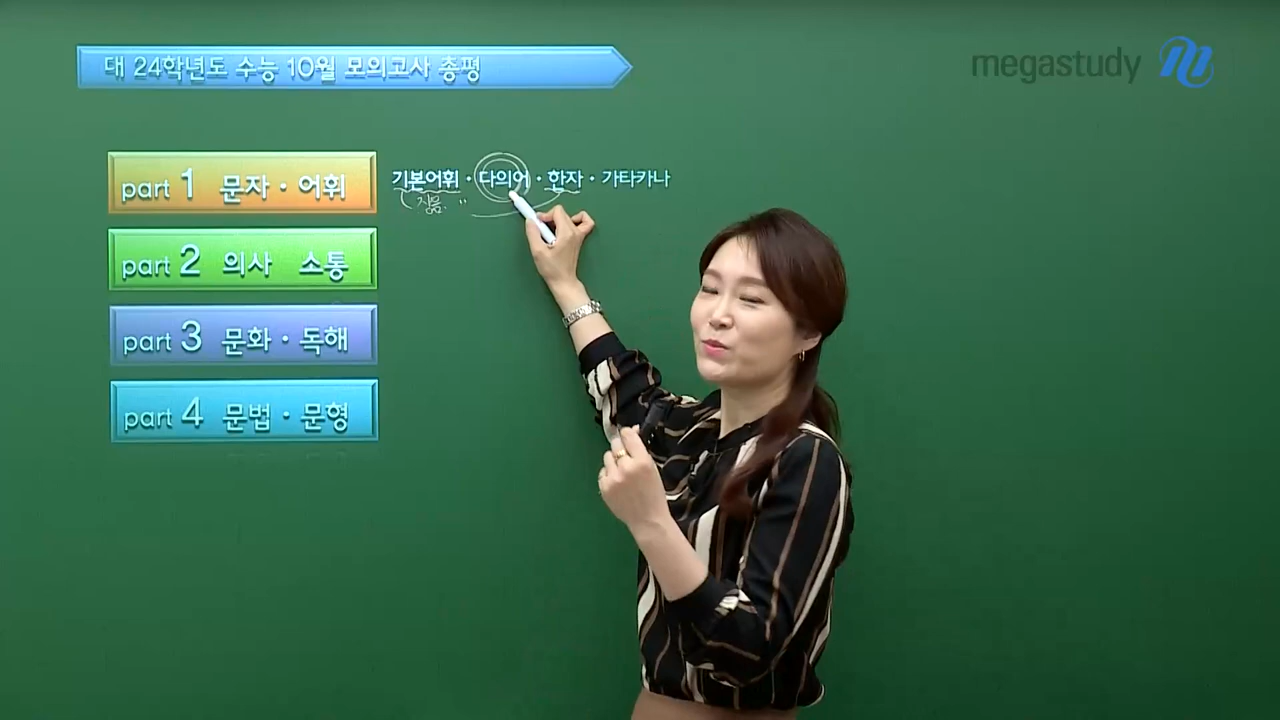 대 24학년도 수능 10월 모의고사 총평
megastudy
part 1 문자 · 어휘
기본어휘 · 다의어 · 한자 · 가타카나
part 2 의사 소통
part 3 문화 · 독해
part 4 문법 · 문형